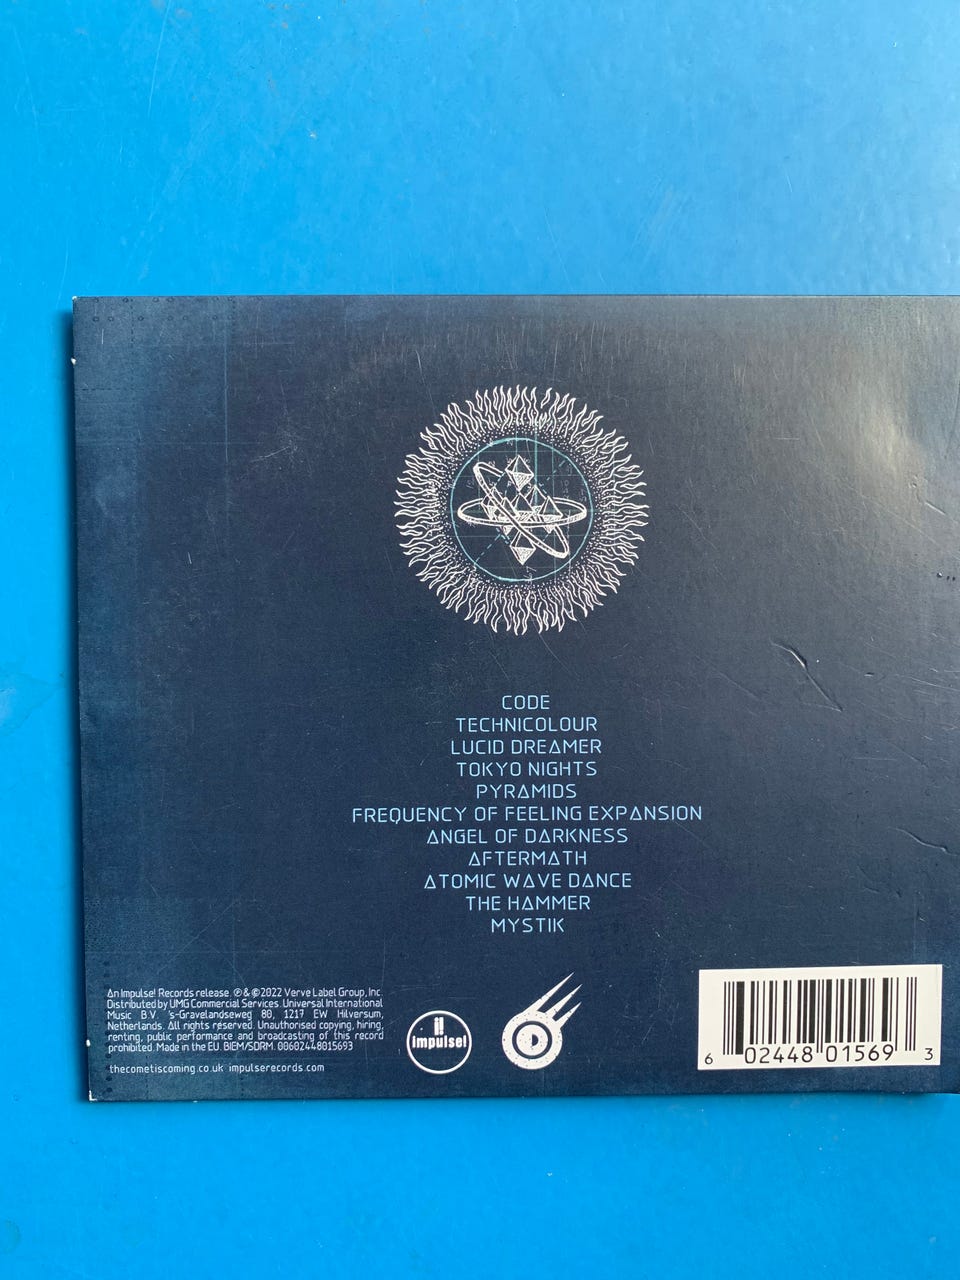 CODE
TECHNICOLOUR
LUCID DREAMER
TOKYO NIGHTS
PYRAMIDS
FREQUENCY OF FEELING EXPANSION
ANGEL OF DARKNESS
AFTERMATH
ATOMIC WAVE DANCE
THE HAMMER
MYSTIK
An Impulse! Records release. ℗ & ©2022 Verve Label Group, Inc.
Distributed by UMG Commercial Services. Universal International
Music B.V. 's-Gravelandseweg 80, 1217 EW Hilversum,
Netherlands. All rights reserved. Unauthorised copying, hiring,
renting, public performance and broadcasting of this record
prohibited. Made in the EU. BIEM/SDRM. 00602448015693
thecometiscoming.co.uk impulserecords.com
impulse!
D
6 02448 01569 3